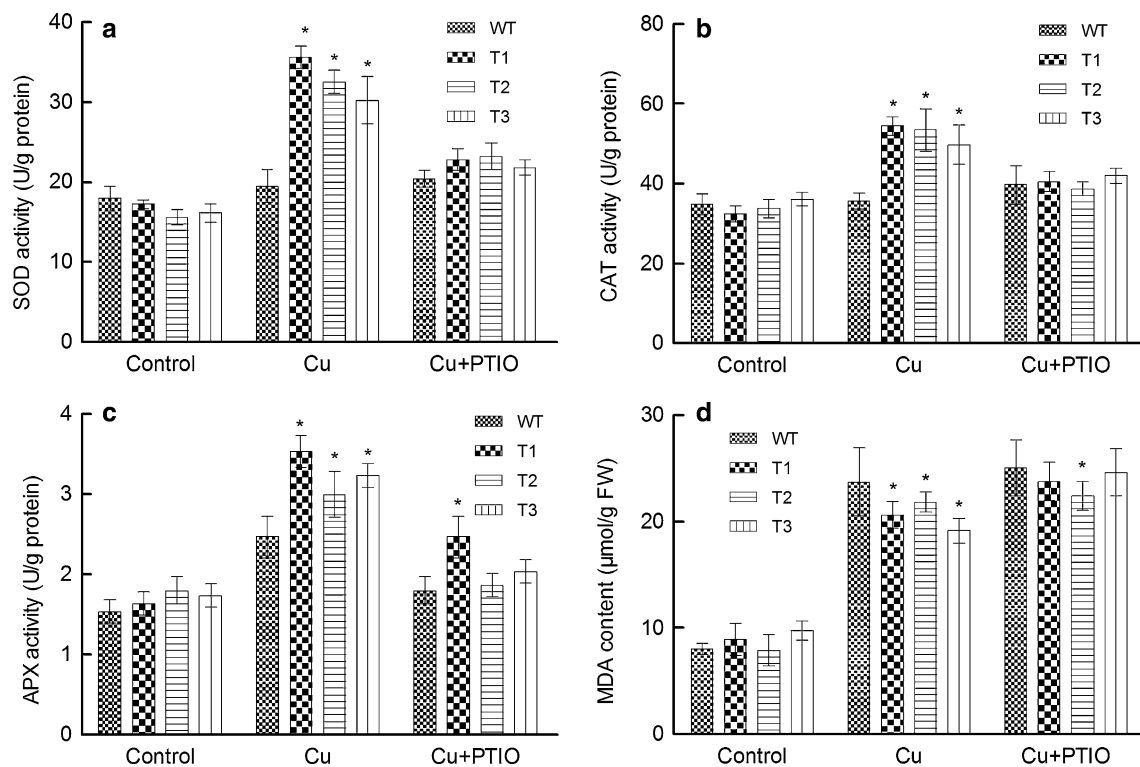 a
SOD activity (U/g protein)
40
30
20
10
0
WT
T1
T2
T3
*
*
*
Control
Cu
Cu+PTIO
b
CAT activity (U/g protein)
80
60
40
20
0
WT
T1
T2
T3
*
*
*
Control
Cu
Cu+PTIO
c
APX activity (U/g protein)
4
3
2
1
0
WT
T1
T2
T3
*
*
*
*
Control
Cu
Cu+PTIO
d
MDA content (µmol/g FW)
30
20
10
0
WT
T1
T2
T3
*
*
*
*
Control
Cu
Cu+PTIO